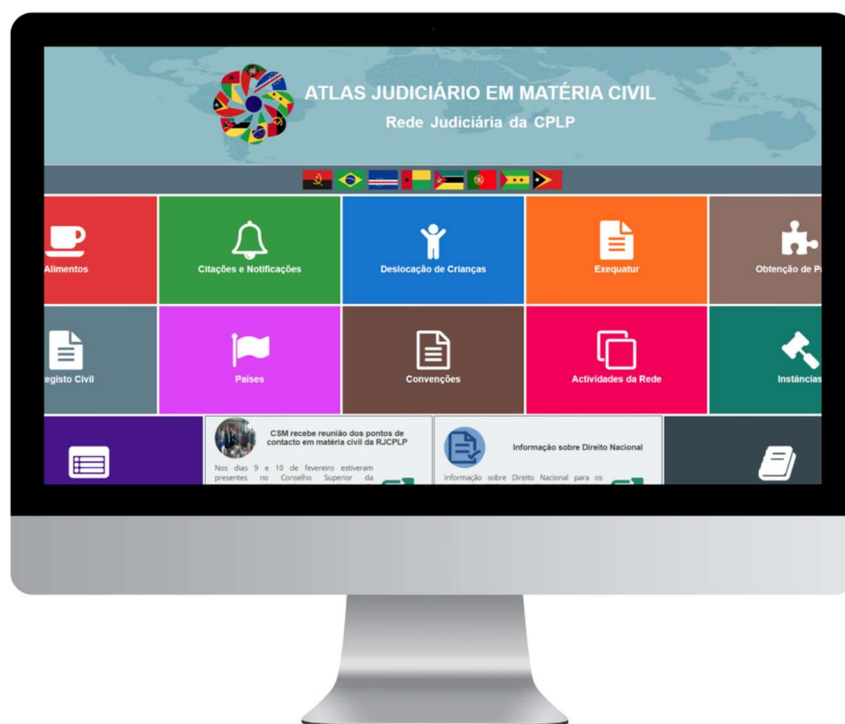 ATLAS JUDICIÁRIO EM MATÉRIA CIVIL
Rede Judiciária da CPLP
Alimentos
Citações e Notificações
Deslocação de Crianças
Exequatur
Obtenção de P
egisto Civil
Países
Convenções
Actividades da Rede
Instâncias
CSM recebe reunião dos pontos de
contacto em matéria civil da RJCPLP
Nos dias 9 e 10 de fevereiro estiveram
presentes no Conselho Superior da
Informação sobre Direito Nacional
Informação sobre Direito Nacional para os